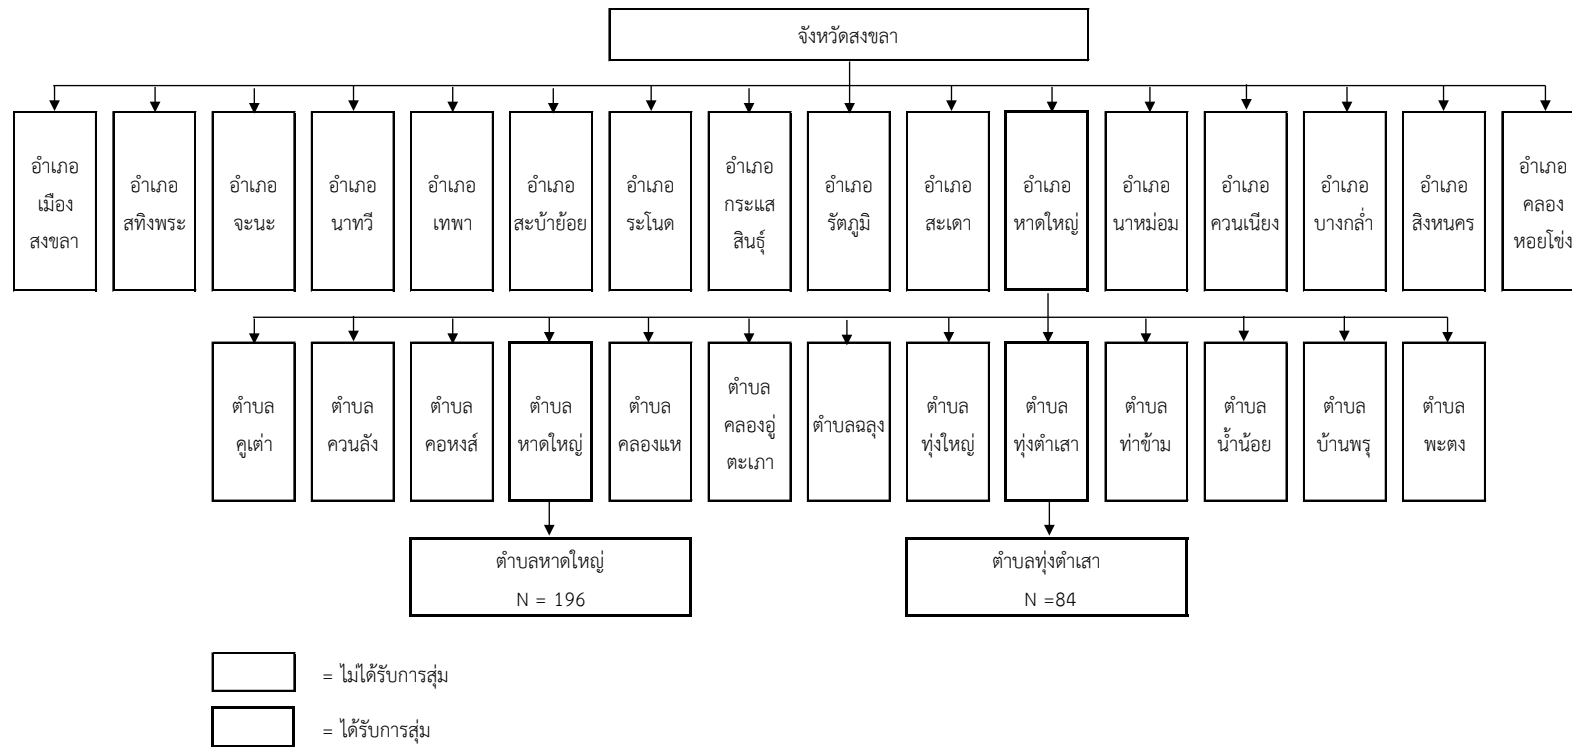 จังหวัดสงขลา
อำเภอ
เมือง
สงขลา
อำเภอ
สทิงพระ
อำเภอ
จะนะ
อำเภอ
นาทวี
อำเภอ
เทพา
อำเภอ
สะบ้าย้อย
อำเภอ
ระโนด
อำเภอ
กระแส
สินธุ์
อำเภอ
รัตภูมิ
อำเภอ
สะเดา
อำเภอ
หาดใหญ่
อำเภอ
นาหม่อม
อำเภอ
ควนเนียง
อำเภอ
บางกล่ำ
อำเภอ
สิงหนคร
อำเภอ
คลอง
หอยโข่ง
ตำบล
คูเต่า
ตำบล
ควนลัง
ตำบล
คอหงส์
ตำบล
หาดใหญ่
ตำบล
คลองแห
ตำบล
คลองอู่
ตะเภา
ตำบลฉลุง
ตำบล
ทุ่งใหญ่
ตำบล
ทุ่งตำเสา
ตำบล
ท่าข้าม
ตำบล
น้ำน้อย
ตำบล
บ้านพรุ
ตำบล
พะตง
ตำบลหาดใหญ่
N = 196
ตำบลทุ่งตำเสา
N =84
= ไม่ได้รับการสุ่ม
= ได้รับการสุ่ม